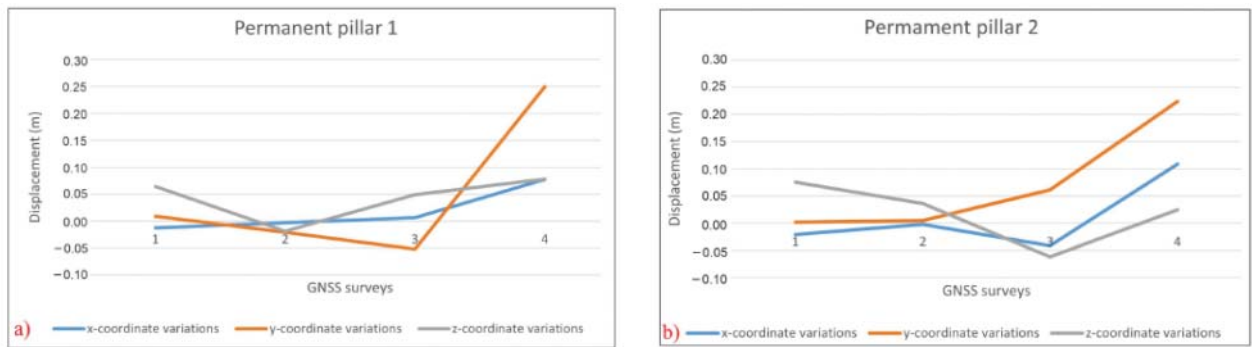 Permanent pillar 1
0.30
0.25
0.20
0.15
0.10
0.05
0.00
−0.05
−0.10
Displacement (m)
1 2 3 4
GNSS surveys
a) x-coordinate variations y-coordinate variations z-coordinate variations
Permament pillar 2
0.30
0.25
0.20
0.15
0.10
0.05
0.00
−0.05
−0.10
Displacement (m)
1 2 3 4
GNSS surveys
b) x-coordinate variations y-coordinate variations z-coordinate variations